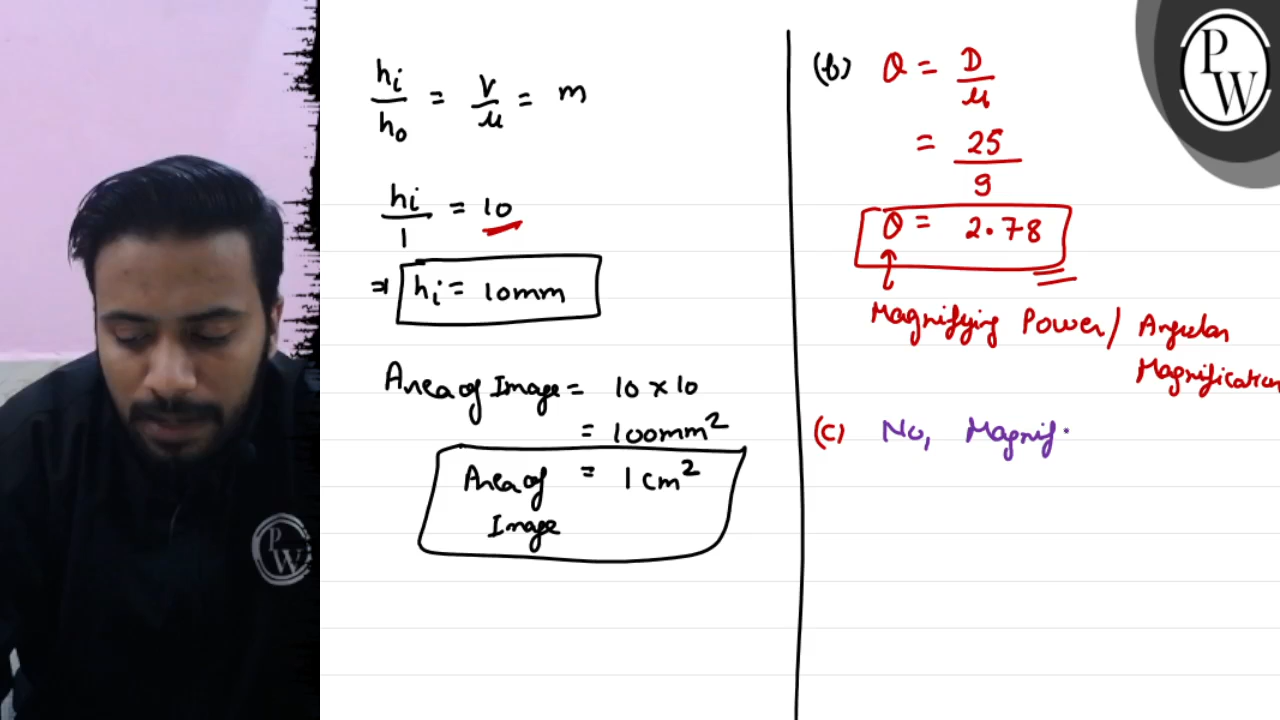 hi/ho = v/u = m
hi/1 = 10
⇒ hi = 10mm
Area of Image = 10 × 10
= 100mm²
Area of Image = 1 cm²
(b) θ = D/u
= 25/9
θ = 2.78
Magnifying Power/ Angular
Magnification
(c) No, Magnif.
PW
PW